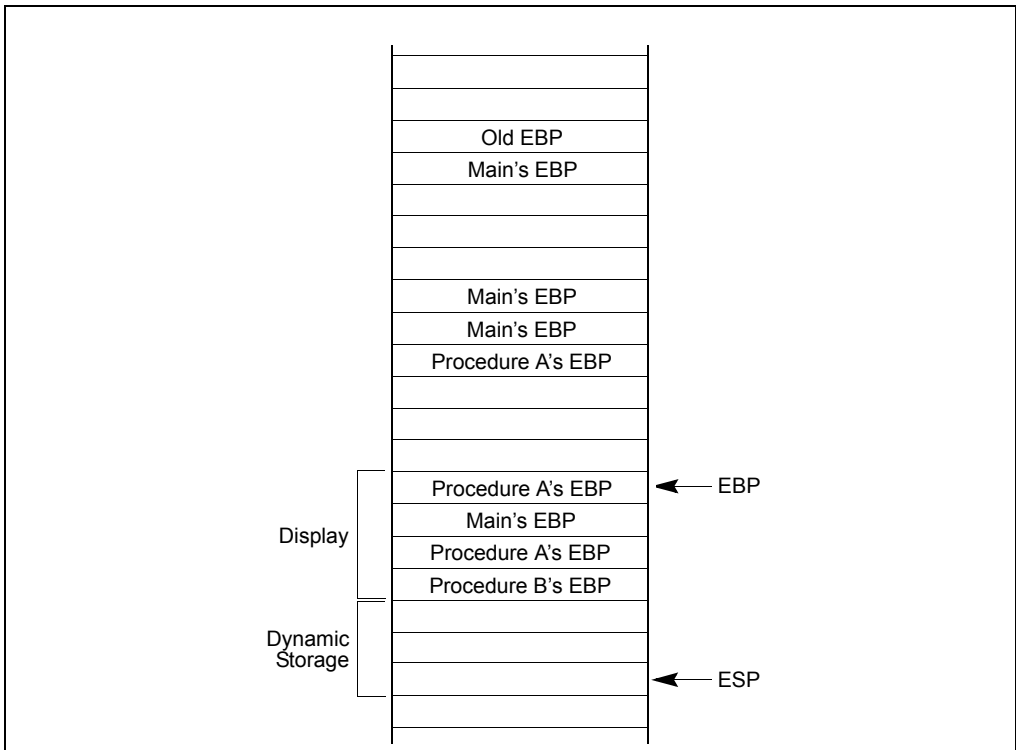 Old EBP
Main’s EBP
Main’s EBP
Main’s EBP
Procedure A’s EBP
Procedure A’s EBP
EBP
Main’s EBP
Display
Procedure A’s EBP
Procedure B’s EBP
Dynamic
Storage
ESP